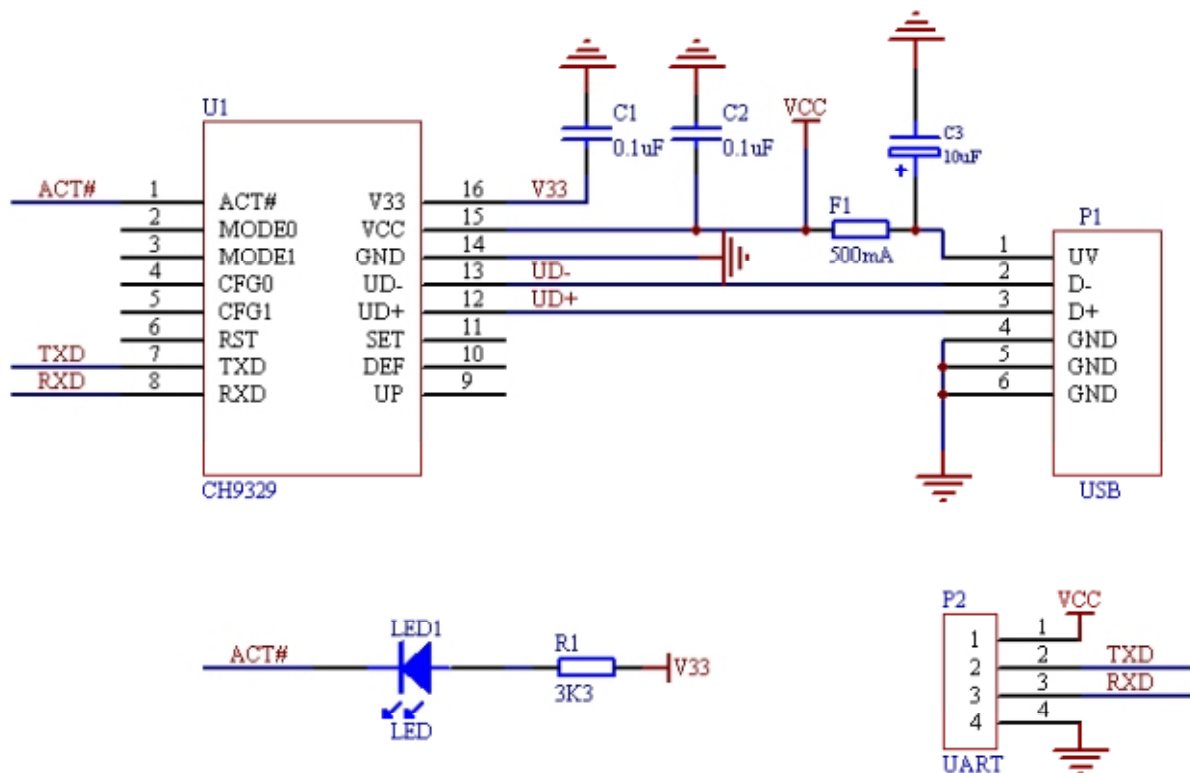 U1
C1
0.1uF
C2
0.1uF
VCC
C3
10uF
+
F1
500mA
P1
ACT#
1
ACT#
V33
16
V33
2
MODE0
VCC
15
3
MODE1
GND
14
4
CFG0
UD-
13
UD-
5
CFG1
UD+
12
UD+
6
RST
SET
11
TXD
7
TXD
DEF
10
RXD
8
RXD
UP
9
CH9329
1
UV
2
D-
3
D+
4
GND
5
GND
6
GND
USB
ACT#
LED1
LED
R1
3K3
V33
P2
VCC
1
1
2
2
TXD
3
3
RXD
4
4
UART